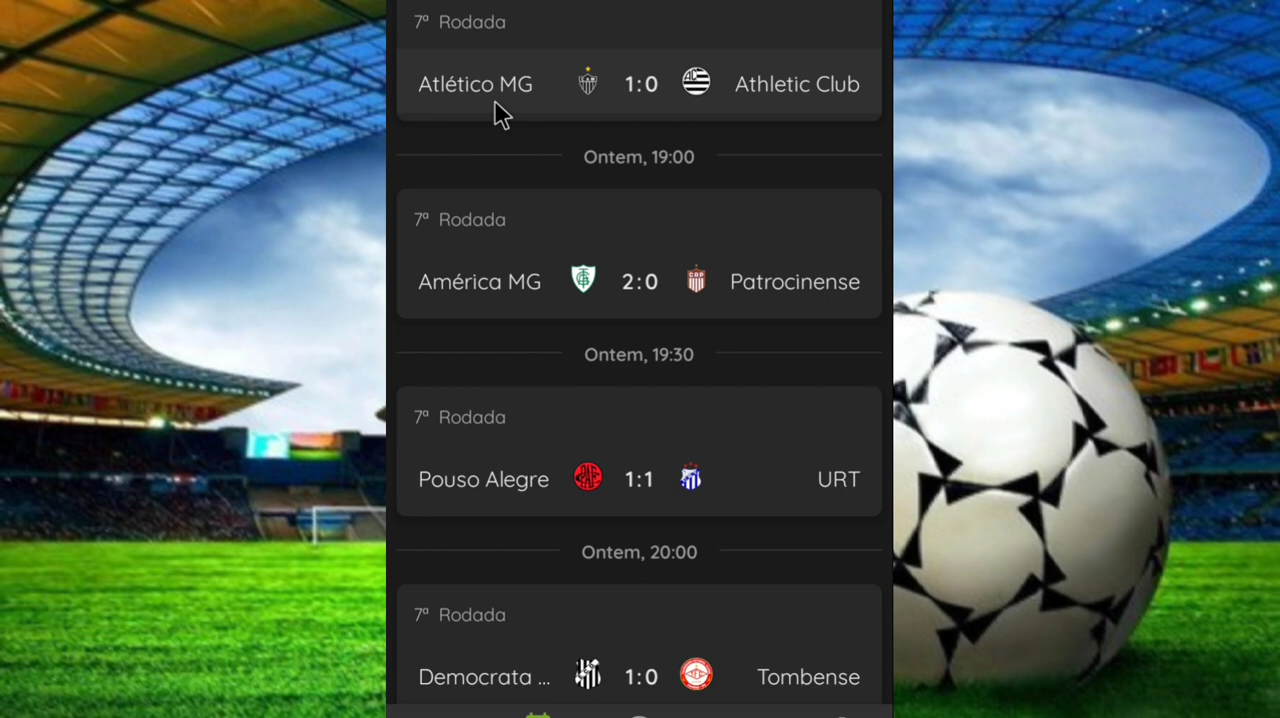 7ª Rodada
Atlético MG 1:0 Athletic Club
Ontem, 19:00
7ª Rodada
América MG 2:0 Patrocinense
Ontem, 19:30
7ª Rodada
Pouso Alegre 1:1 URT
Ontem, 20:00
7ª Rodada
Democrata ... 1:0 Tombense